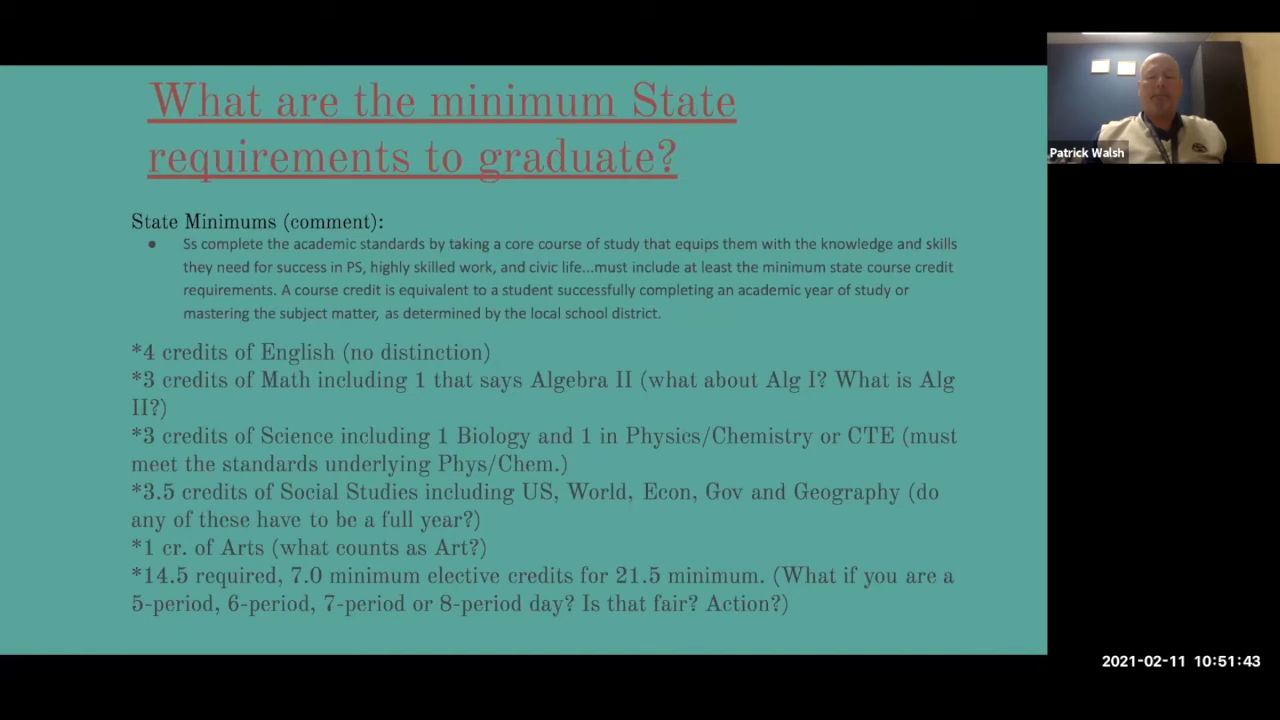 What are the minimum State
requirements to graduate?
State Minimums (comment):
● Ss complete the academic standards by taking a core course of study that equips them with the knowledge and skills
they need for success in PS, highly skilled work, and civic life...must include at least the minimum state course credit
requirements. A course credit is equivalent to a student successfully completing an academic year of study or
mastering the subject matter, as determined by the local school district.
*4 credits of English (no distinction)
*3 credits of Math including 1 that says Algebra II (what about Alg I? What is Alg
II?)
*3 credits of Science including 1 Biology and 1 in Physics/Chemistry or CTE (must
meet the standards underlying Phys/Chem.)
*3.5 credits of Social Studies including US, World, Econ, Gov and Geography (do
any of these have to be a full year?)
*1 cr. of Arts (what counts as Art?)
*14.5 required, 7.0 minimum elective credits for 21.5 minimum. (What if you are a
5-period, 6-period, 7-period or 8-period day? Is that fair? Action?)
Patrick Walsh
2021-02-11 10:51:43